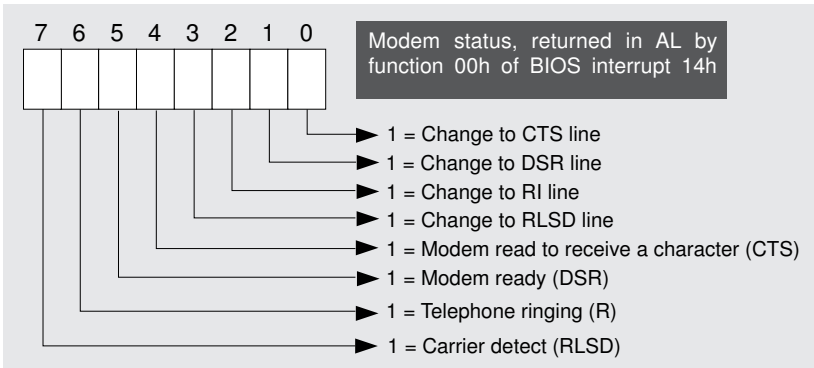 7 6 5 4 3 2 1 0
Modem status, returned in AL by
function 00h of BIOS interrupt 14h
1 = Change to CTS line
1 = Change to DSR line
1 = Change to RI line
1 = Change to RLSD line
1 = Modem read to receive a character (CTS)
1 = Modem ready (DSR)
1 = Telephone ringing (R)
1 = Carrier detect (RLSD)